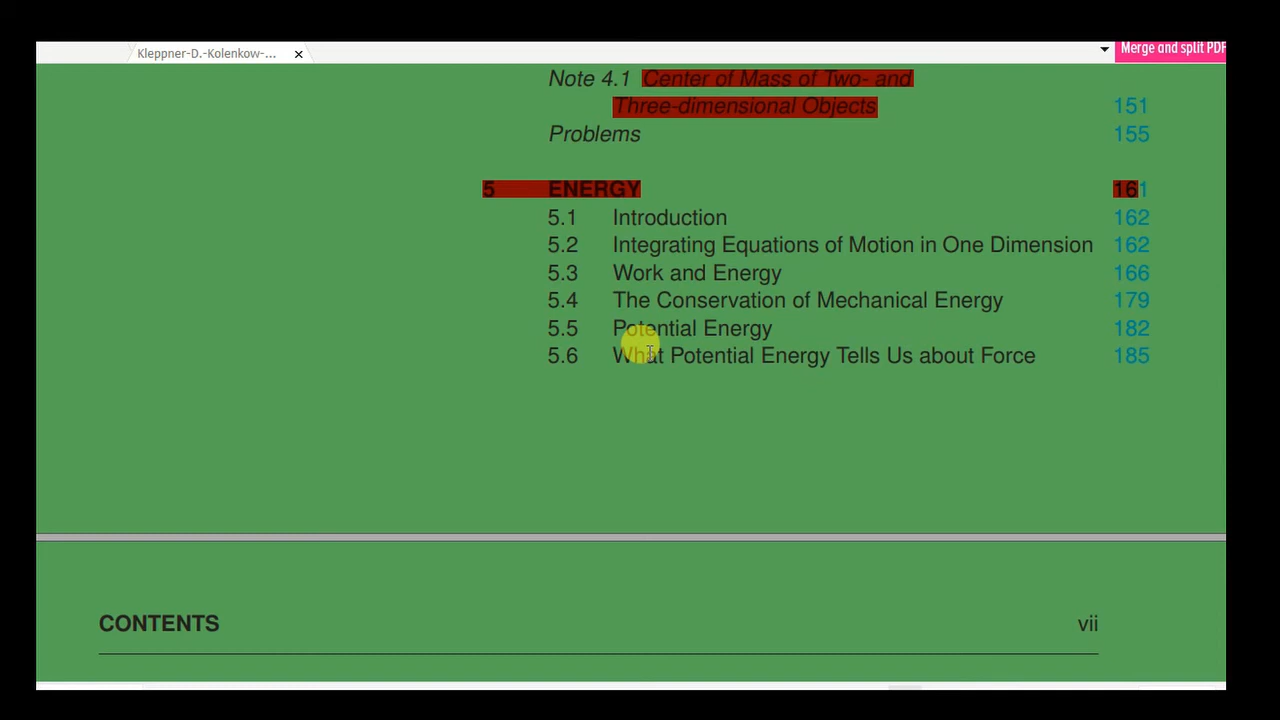 Kleppner-D.-Kolenkow-...
Merge and split PDF
Note 4.1 Center of Mass of Two- and
Three-dimensional Objects 151
Problems 155
5 ENERGY 161
5.1 Introduction 162
5.2 Integrating Equations of Motion in One Dimension 162
5.3 Work and Energy 166
5.4 The Conservation of Mechanical Energy 179
5.5 Potential Energy 182
5.6 What Potential Energy Tells Us about Force 185
CONTENTS vii